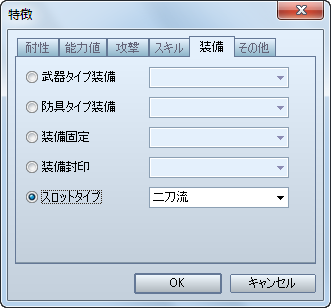 特徴
耐性 能力値 攻撃 スキル 装備 その他
武器タイプ装備
防具タイプ装備
装備固定
装備封印
スロットタイプ 二刀流
OK キャンセル